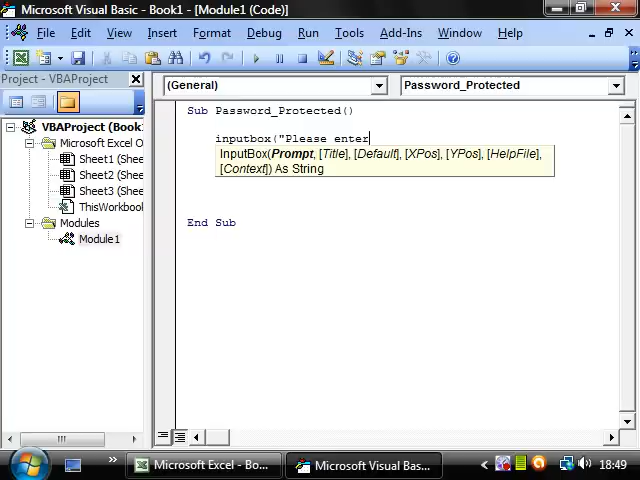 Microsoft Visual Basic - Book1 - [Module1 (Code)]
File Edit View Insert Format Debug Run Tools Add-Ins Window Help
Project - VBAProject
(General)
Password_Protected
VBAProject (Book
Microsoft Excel O
Sheet1 (Shee
Sheet2 (Shee
Sheet3 (Shee
ThisWorkbook
Modules
Module1
Sub Password_Protected()
inputbox("Please enter
InputBox(Prompt, [Title], [Default], [XPos], [YPos], [HelpFile],
[Context]) As String
End Sub
Microsoft Excel - Bo...
Microsoft Visual Bas...
18:49